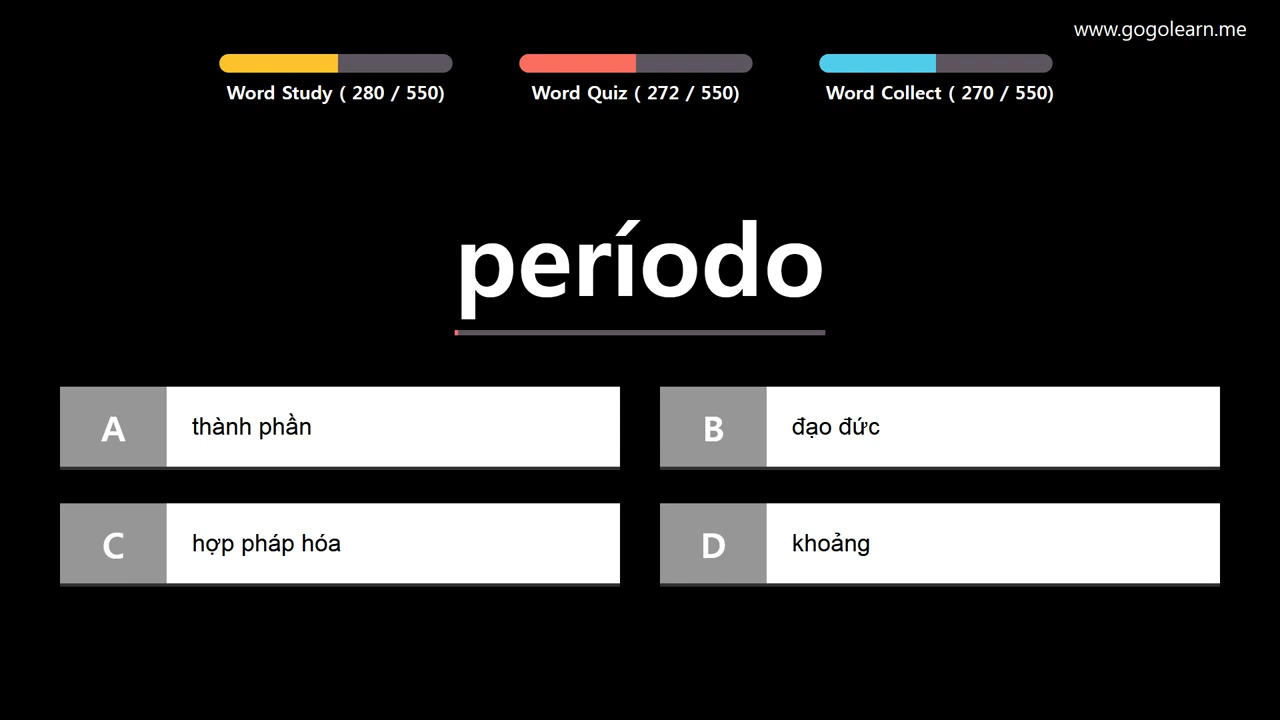 www.gogolearn.me
Word Study ( 280 / 550)
Word Quiz ( 272 / 550)
Word Collect ( 270 / 550)
período
A
thành phần
B
đạo đức
C
hợp pháp hóa
D
khoảng